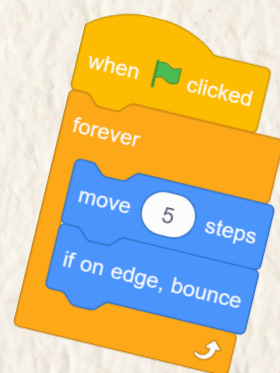 when clicked
forever
move 5 steps
if on edge, bounce